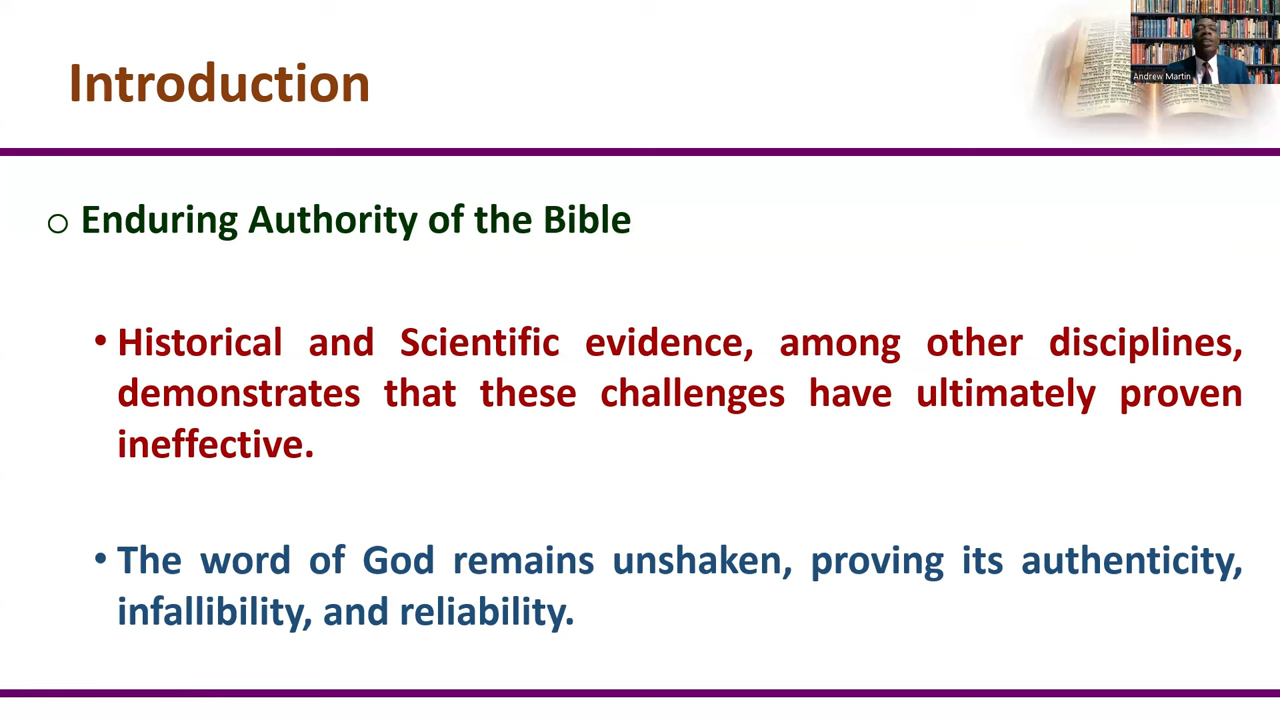 Introduction
Andrew Martin
Enduring Authority of the Bible
• Historical and Scientific evidence, among other disciplines,
demonstrates that these challenges have ultimately proven
ineffective.
• The word of God remains unshaken, proving its authenticity,
infallibility, and reliability.